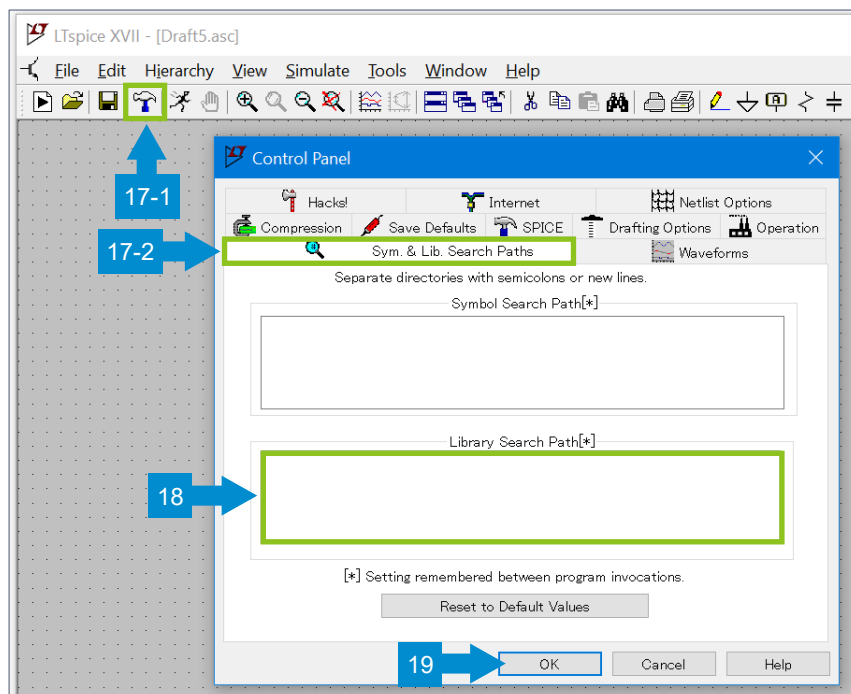 LTspice XVII - [Draft5.asc]
File Edit Hierarchy View Simulate Tools Window Help
17-1
Control Panel
Hacks! Internet Netlist Options
Compression Save Defaults SPICE Drafting Options Operation
17-2
Sym. & Lib. Search Paths Waveforms
Separate directories with semicolons or new lines.
Symbol Search Path[*]
Library Search Path[*]
18
[*] Setting remembered between program invocations.
Reset to Default Values
19
OK Cancel Help